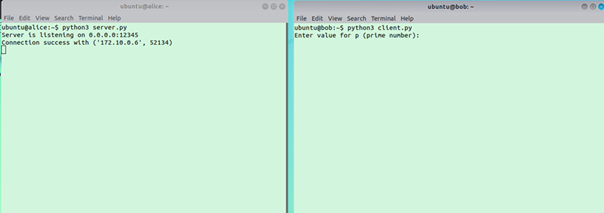 ubuntu@alice: ~
File Edit View Search Terminal Help
ubuntu@alice:~$ python3 server.py
Server is listening on 0.0.0.0:12345
Connection success with ('172.10.0.6', 52134)
ubuntu@bob: ~
File Edit View Search Terminal Help
ubuntu@bob:~$ python3 client.py
Enter value for p (prime number):